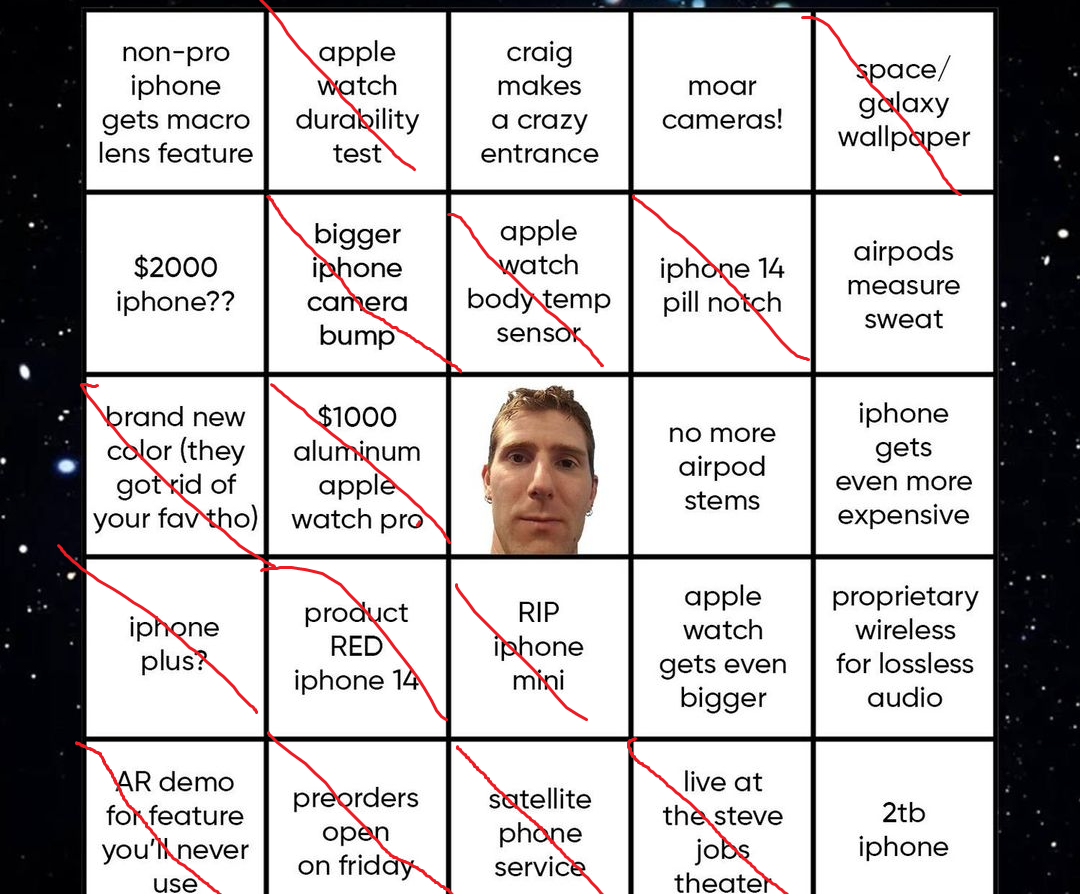 non-pro
iphone
gets macro
lens feature
apple
watch
durability
test
craig
makes
a crazy
entrance
moar
cameras!
space/
galaxy
wallpaper
$2000
iphone??
bigger
iphone
camera
bump
apple
watch
body temp
sensor
iphone 14
pill notch
airpods
measure
sweat
brand new
color (they
got rid of
your fav tho)
$1000
aluminum
apple
watch pro
no more
airpod
stems
iphone
gets
even more
expensive
iphone
plus?
product
RED
iphone 14
RIP
iphone
mini
apple
watch
gets even
bigger
proprietary
wireless
for lossless
audio
AR demo
for feature
you'll never
use
preorders
open
on friday
satellite
phone
service
live at
the steve
jobs
theater
2tb
iphone